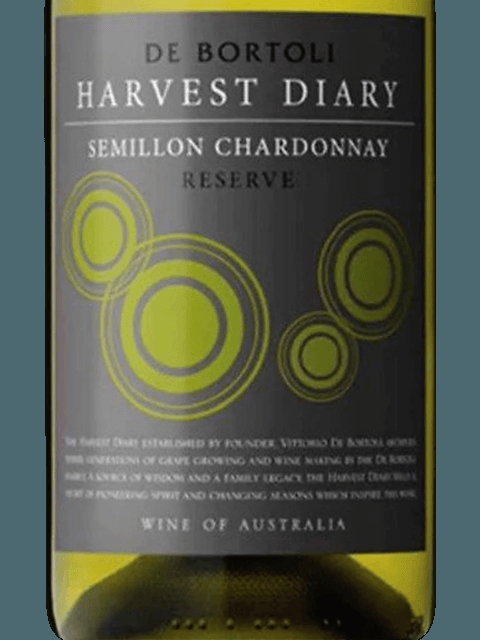 DE BORTOLI
HARVEST DIARY
SEMILLON CHARDONNAY
RESERVE
THE HARVEST DIARY ESTABLISHED BY FOUNDER, VITTORIO DE BORTOLI
THREE GENERATIONS OF GRAPE GROWING AND WINE MAKING BY THE DE BORTOLI
A SOURCE OF WISDOM AND A FAMILY LEGACY, THE HARVEST DIARY
OF PIONEERING SPIRIT AND CHANGING SEASONS WHICH INSPIRE THIS WINE.
WINE OF AUSTRALIA